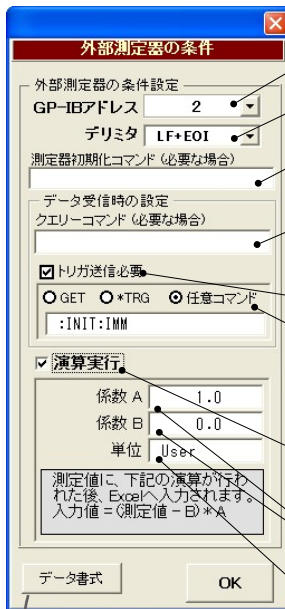 外部測定器の条件
外部測定器の条件設定
GP-IBアドレス 2
デリミタ LF+EOI
測定器初期化コマンド (必要な場合)
データ受信時の設定
クエリーコマンド (必要な場合)
トリガ送信必要
GET *TRG 任意コマンド
:INIT:IMM
演算実行
係数 A 1.0
係数 B 0.0
単位 User
測定値に、下記の演算が行わ
れた後、Excelへ入力されます。
入力値 = (測定値 - B) * A
データ書式 OK